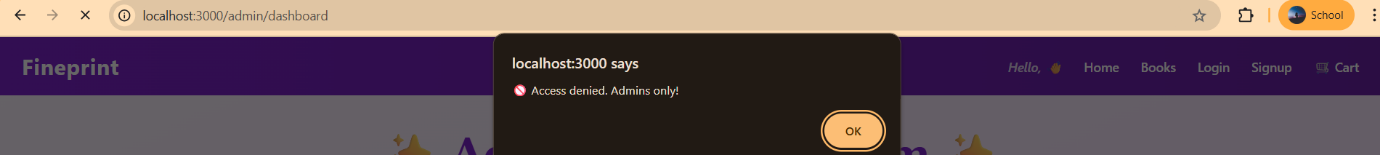 localhost:3000/admin/dashboard
School
Fineprint
Hello, 👋 Home Books Login Signup 🛒 Cart
localhost:3000 says
🚫 Access denied. Admins only!
OK